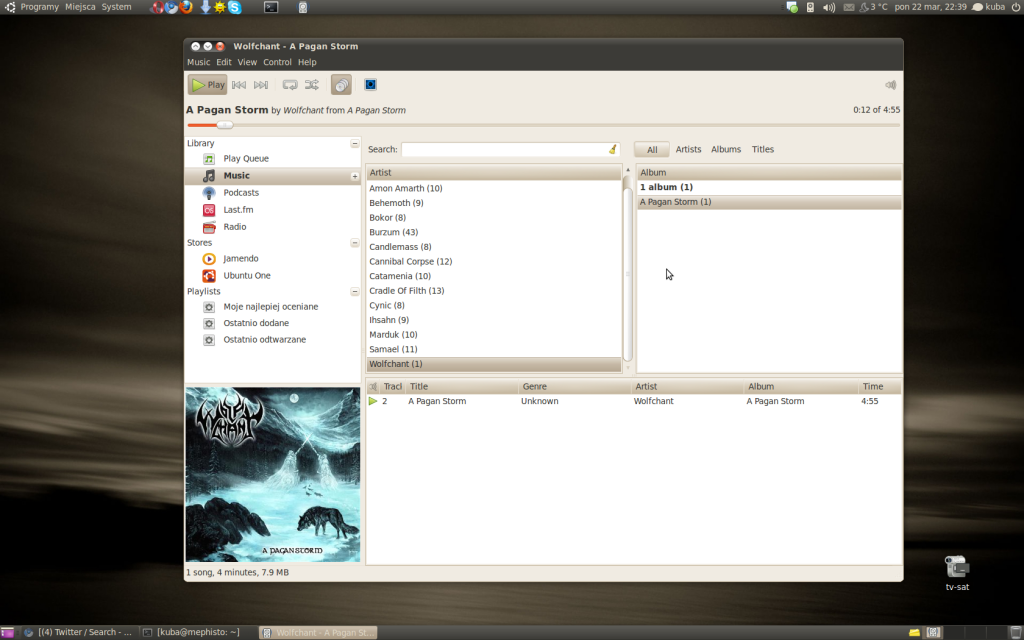 Programy Miejsca System
3 °C pon 22 mar, 22:39 kuba
Wolfchant - A Pagan Storm
Music Edit View Control Help
Play
A Pagan Storm by Wolfchant from A Pagan Storm
0:12 of 4:55
Library
Play Queue
Music
Podcasts
Last.fm
Radio
Stores
Jamendo
Ubuntu One
Playlists
Moje najlepiej oceniane
Ostatnio dodane
Ostatnio odtwarzane
Search:
All Artists Albums Titles
Artist
Amon Amarth (10)
Behemoth (9)
Bokor (8)
Burzum (43)
Candlemass (8)
Cannibal Corpse (12)
Catamenia (10)
Cradle Of Filth (13)
Cynic (8)
Ihsahn (9)
Marduk (10)
Samael (11)
Wolfchant (1)
Album
1 album (1)
A Pagan Storm (1)
Tracl Title Genre Artist Album Time
2 A Pagan Storm Unknown Wolfchant A Pagan Storm 4:55
WOLFCHANT
A PAGAN STORM
1 song, 4 minutes, 7.9 MB
tv-sat
[(4) Twitter / Search - ...
[kuba@mephisto: ~]
Wolfchant - A Pagan St...